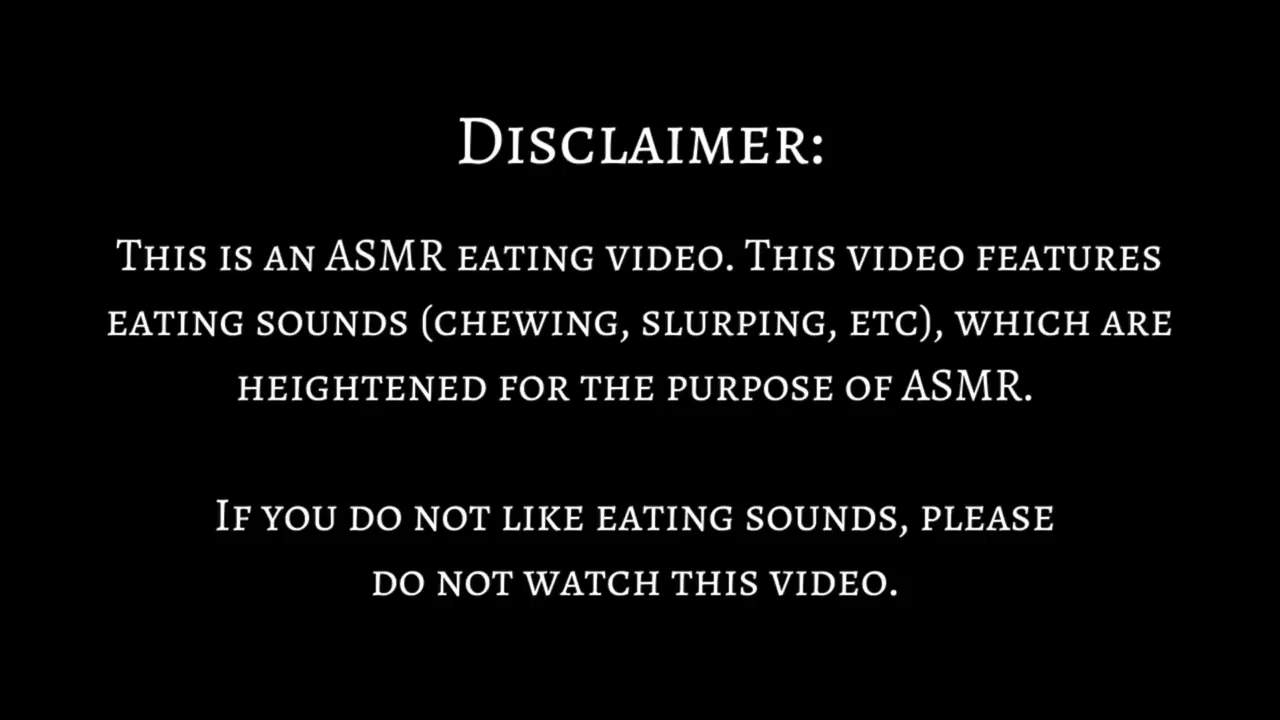 Disclaimer:
This is an ASMR eating video. This video features
eating sounds (chewing, slurping, etc), which are
heightened for the purpose of ASMR.
If you do not like eating sounds, please
do not watch this video.